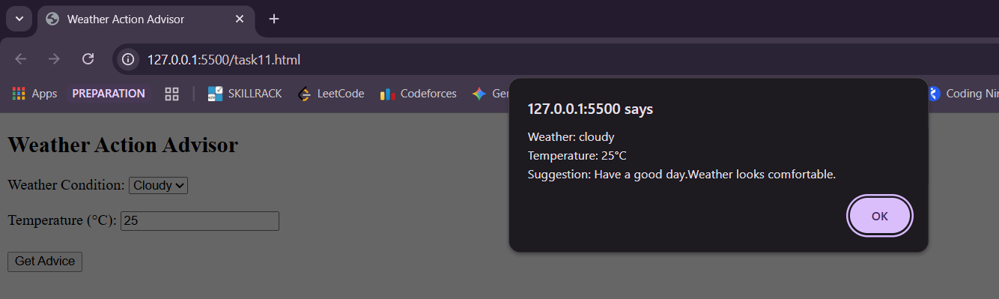 Weather Action Advisor
127.0.0.1:5500/task11.html
Apps PREPARATION SKILLRACK LeetCode Codeforces Coding Nin
127.0.0.1:5500 says
Weather: cloudy
Temperature: 25°C
Suggestion: Have a good day.Weather looks comfortable.
OK
Weather Action Advisor
Weather Condition: Cloudy
Temperature (°C): 25
Get Advice